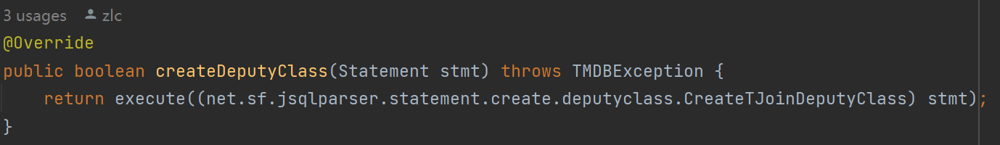 3 usages zlc
@Override
public boolean createDeputyClass(Statement stmt) throws TMDBException {
    return execute((net.sf.jsqlparser.statement.create.deputyclass.CreateTJoinDeputyClass) stmt);
}